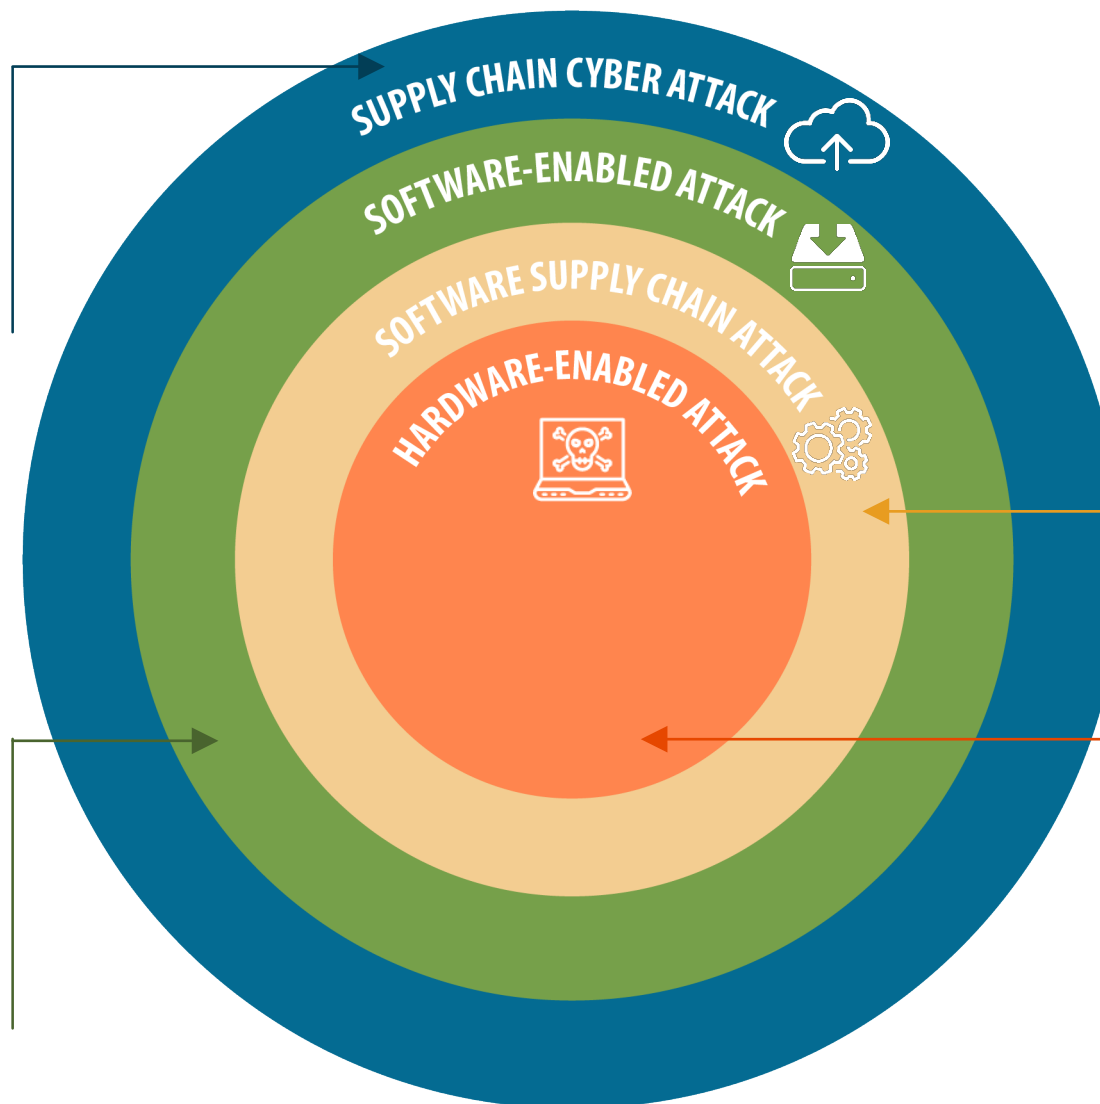 SUPPLY CHAIN CYBER ATTACK
SOFTWARE-ENABLED ATTACK
SOFTWARE SUPPLY CHAIN ATTACK
HARDWARE-ENABLED ATTACK